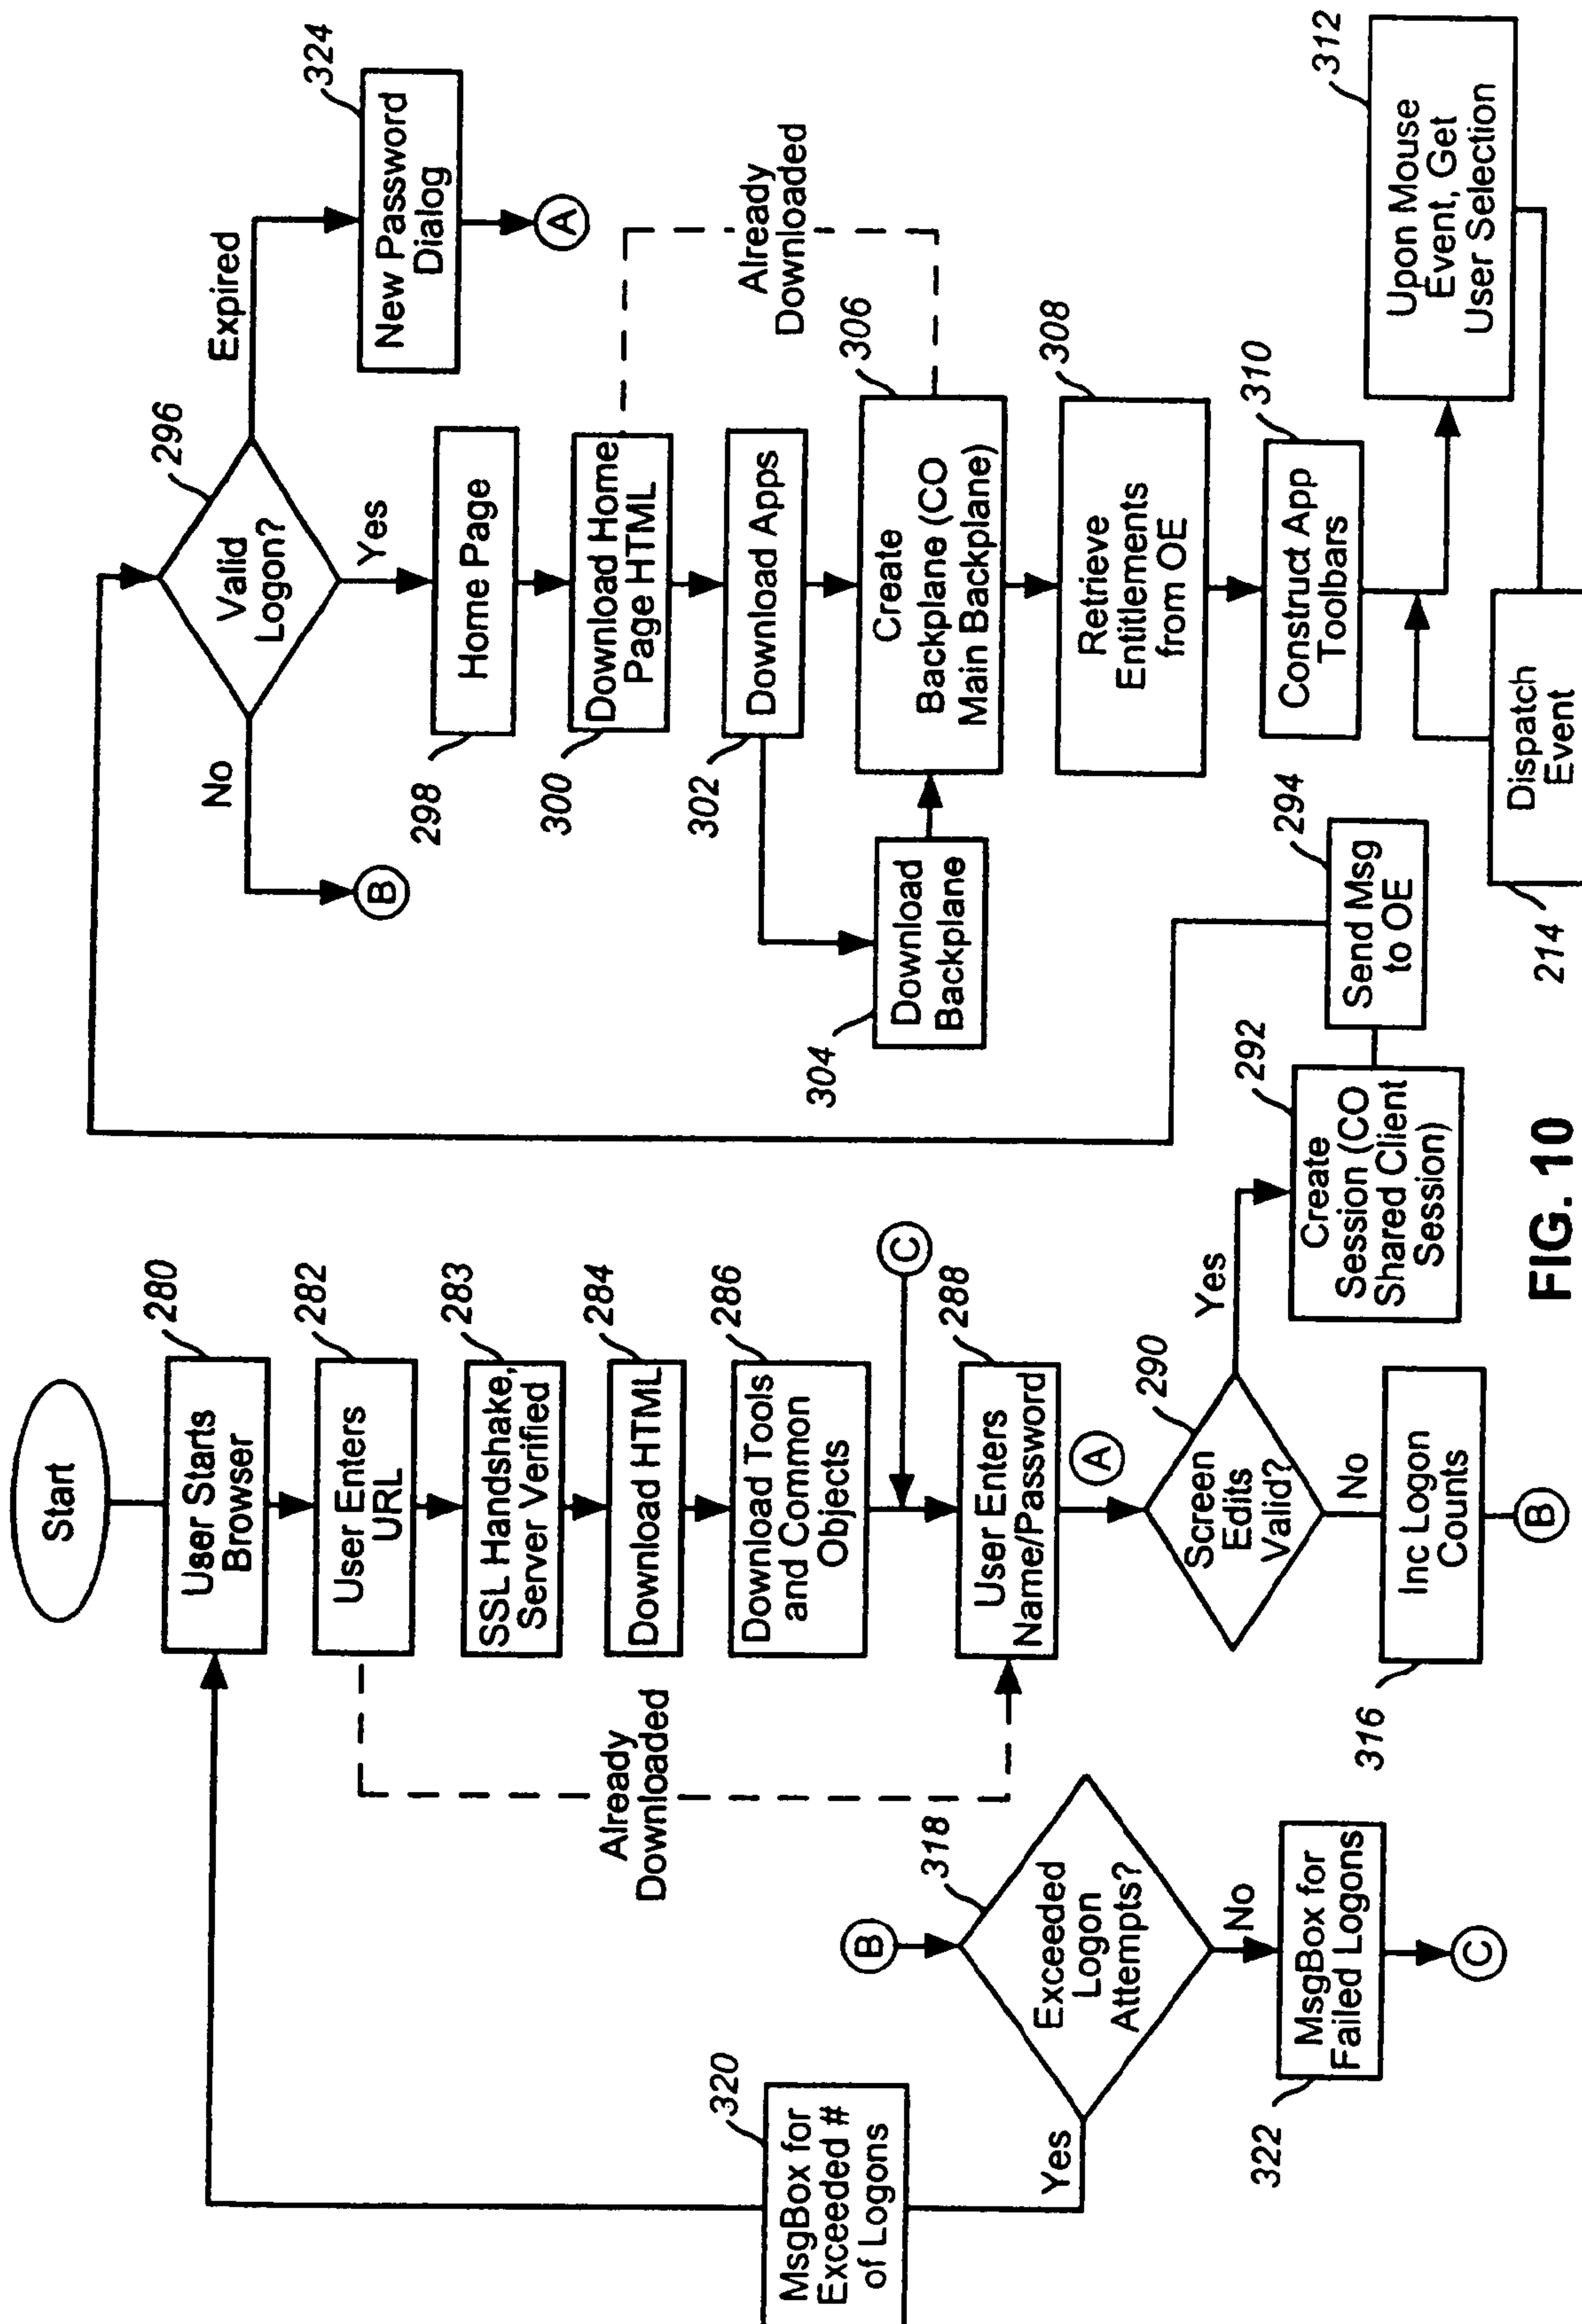 Start
280
User Starts
Browser
282
User Enters
URL
283
SSL Handshake,
Server Verified
284
Download HTML
286
Download Tools
and Common
Objects
Already
Downloaded
C
288
User Enters
Name/Password
A
290
Screen
Edits
Valid?
Yes
No
292
Create
Session (CO
Shared Client
Session)
294
Send Msg
to OE
316
Inc Logon
Counts
B
B
318
Exceeded
Logon
Attempts?
Yes
No
320
MsgBox for
Exceeded #
of Logons
322
MsgBox for
Failed Logons
C
296
Valid
Logon?
No
B
Yes
Expired
324
New Password
Dialog
A
298
Home Page
300
Download Home
Page HTML
Already
Downloaded
302
Download Apps
304
Download
Backplane
306
Create
Backplane (CO
Main Backplane)
308
Retrieve
Entitlements
from OE
310
Construct App
Toolbars
312
Upon Mouse
Event, Get
User Selection
214
Dispatch
Event
FIG. 10